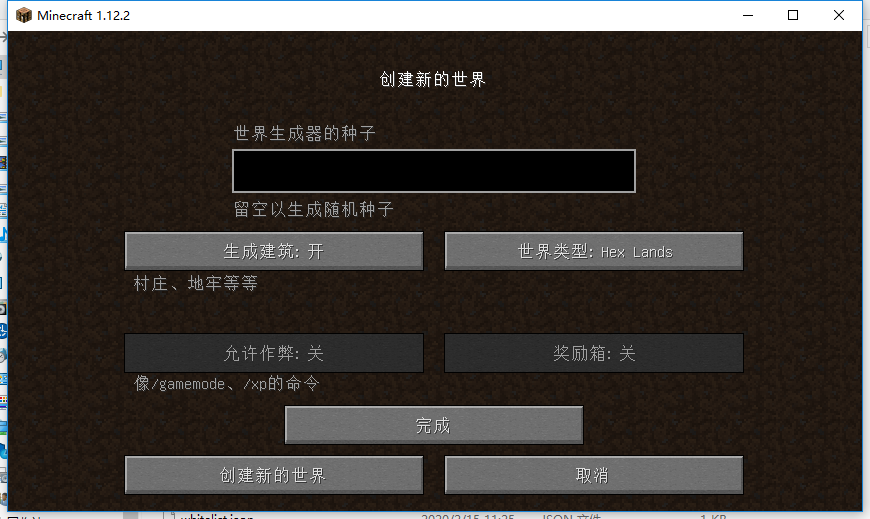 Minecraft 1.12.2
创建新的世界
世界生成器的种子
留空以生成随机种子
生成建筑: 开
世界类型: Hex Lands
村庄、地牢等等
允许作弊: 关
奖励箱: 关
像/gamemode、/xp的命令
完成
创建新的世界
取消